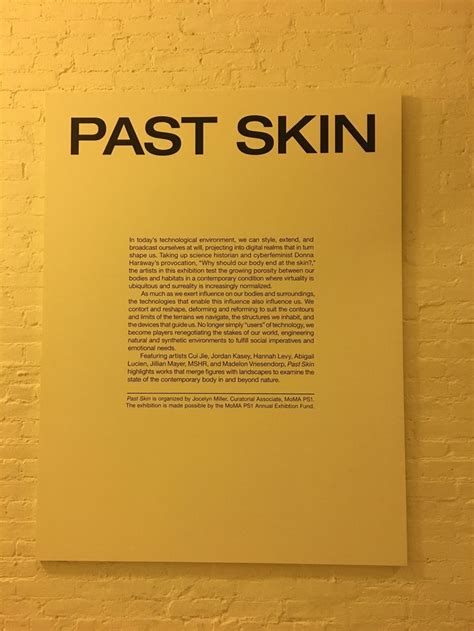 PAST SKIN
In today's technological environment, we can style, extend, and
broadcast ourselves at will, projecting into digital realms that in turn
shape us. Taking up science historian and cyberfeminist Donna
Haraway's provocation, "Why should our body end at the skin?,"
the artists in this exhibition test the growing porosity between our
bodies and habitats in a contemporary condition where virtuality is
ubiquitous and surreality is increasingly normalized.
As much as we exert influence on our bodies and surroundings,
the technologies that enable this influence also influence us. We
contort and reshape, deforming and reforming to suit the contours
and limits of the terrains we navigate, the structures we inhabit, and
the devices that guide us. No longer simply "users" of technology, we
become players renegotiating the stakes of our world, engineering
natural and synthetic environments to fulfill social imperatives and
emotional needs.
Featuring artists Cui Jie, Jordan Kasey, Hannah Levy, Abigail
Lucien, Jillian Mayer, MSHR, and Madelon Vriesendorp, Past Skin
highlights works that merge figures with landscapes to examine the
state of the contemporary body in and beyond nature.
Past Skin is organized by Jocelyn Miller, Curatorial Associate, MoMA PS1.
The exhibition is made possible by the MoMA PS1 Annual Exhibition Fund.